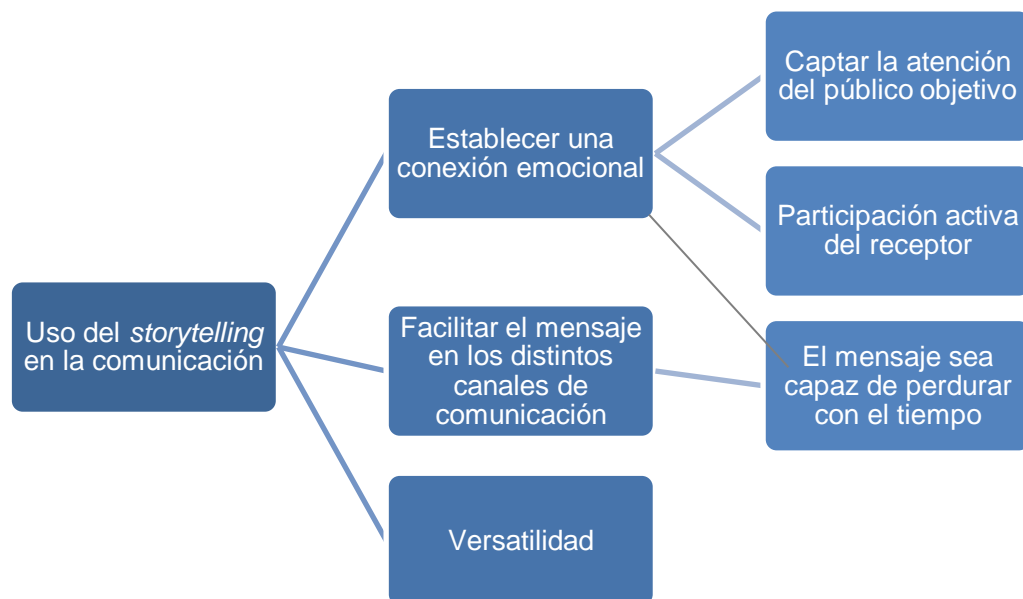 Uso del storytelling
en la comunicación
Establecer una
conexión emocional
Facilitar el mensaje
en los distintos
canales de
comunicación
Versatilidad
Captar la atención
del público objetivo
Participación activa
del receptor
El mensaje sea
capaz de perdurar
con el tiempo